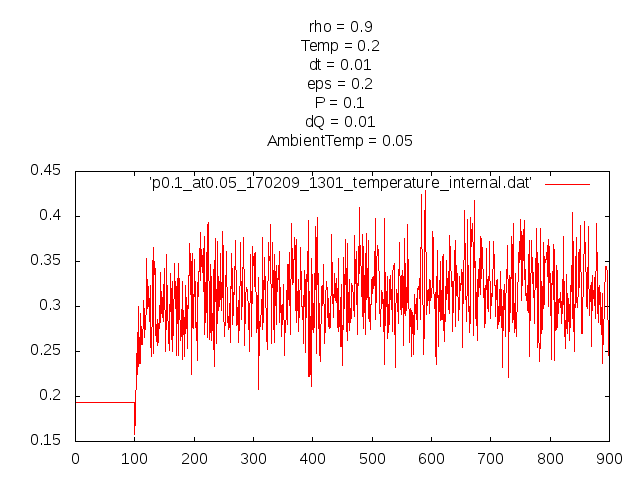 rho = 0.9
Temp = 0.2
dt = 0.01
eps = 0.2
P = 0.1
dQ = 0.01
AmbientTemp = 0.05
'p0.1_at0.05_170209_1301_temperature_internal.dat'
0.45
0.4
0.35
0.3
0.25
0.2
0.15
0 100 200 300 400 500 600 700 800 900